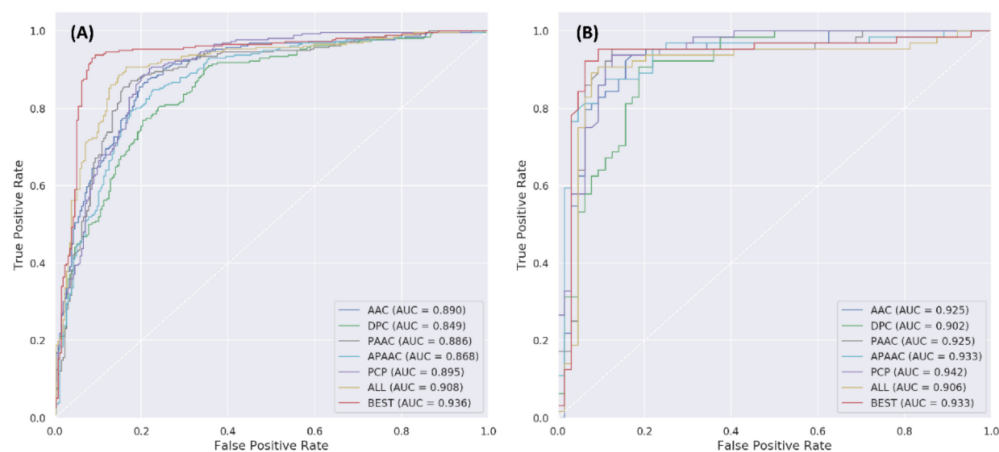 (A)
True Positive Rate
1.0
0.8
0.6
0.4
0.2
0.0
0.0 0.2 0.4 0.6 0.8 1.0
False Positive Rate
AAC (AUC = 0.890)
DPC (AUC = 0.849)
PAAC (AUC = 0.886)
APAAC (AUC = 0.868)
PCP (AUC = 0.895)
ALL (AUC = 0.908)
BEST (AUC = 0.936)
(B)
True Positive Rate
1.0
0.8
0.6
0.4
0.2
0.0
0.0 0.2 0.4 0.6 0.8 1.0
False Positive Rate
AAC (AUC = 0.925)
DPC (AUC = 0.902)
PAAC (AUC = 0.925)
APAAC (AUC = 0.933)
PCP (AUC = 0.942)
ALL (AUC = 0.906)
BEST (AUC = 0.933)